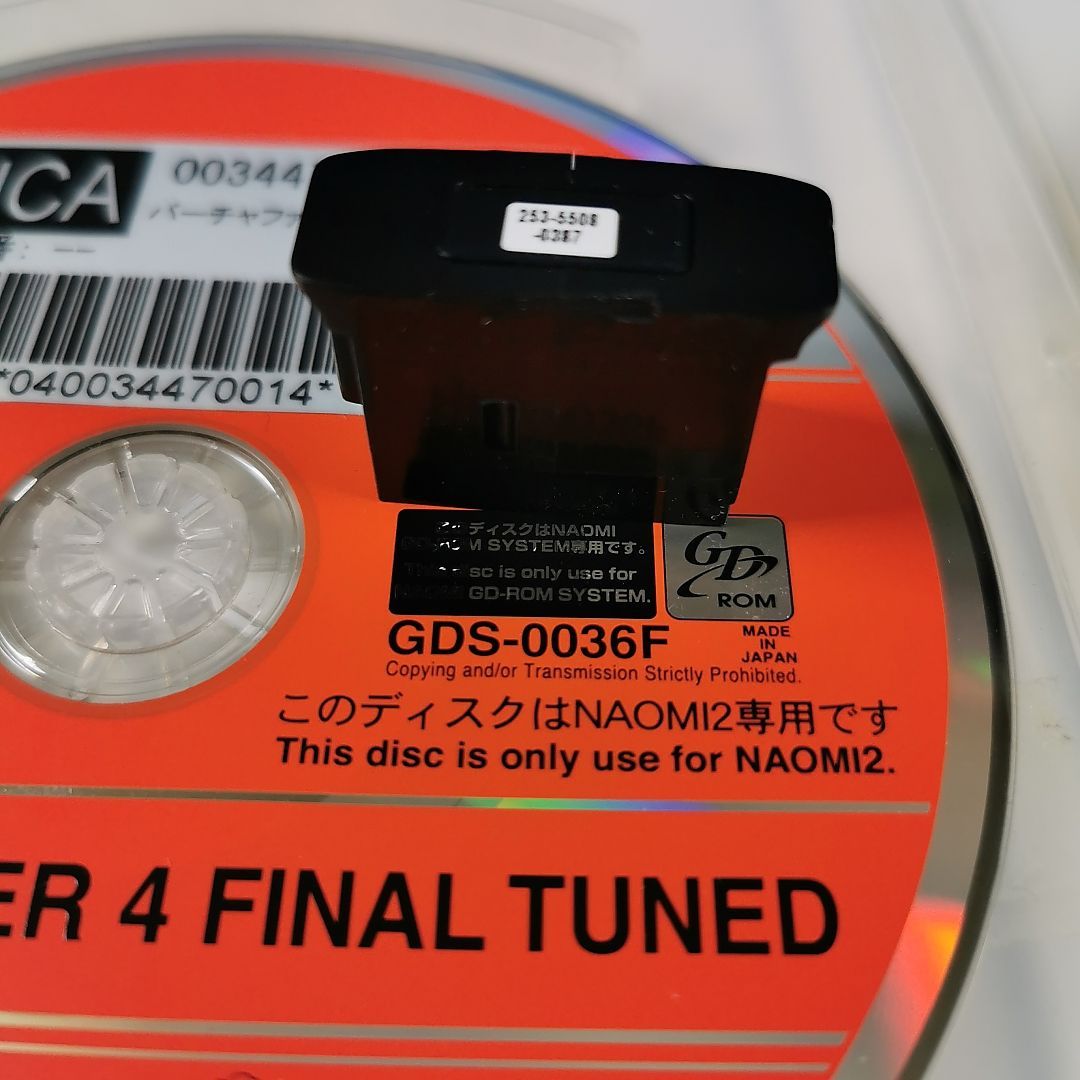 ICA
00344
バーチャファ
番: --
253-5508
-0387
*040034470014*
ディスクはNAOMI
SYSTEM専用です。
disc is only use for
GD-ROM SYSTEM.
GD
ROM
GDS-0036F
MADE
IN
JAPAN
Copying and/or Transmission Strictly Prohibited.
このディスクはNAOMI2専用です
This disc is only use for NAOMI2.
ER 4 FINAL TUNED